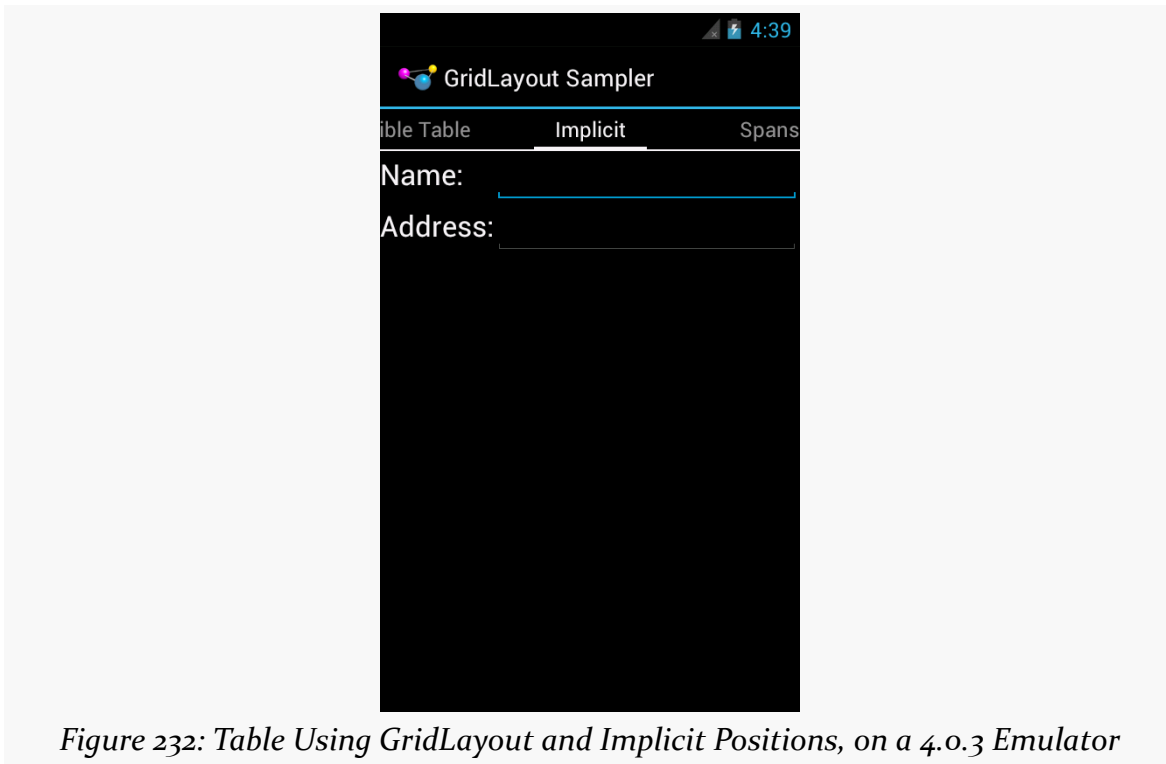 4:39
GridLayout Sampler
ible Table Implicit Spans
Name:
Address:
Figure 232: Table Using GridLayout and Implicit Positions, on a 4.0.3 Emulator